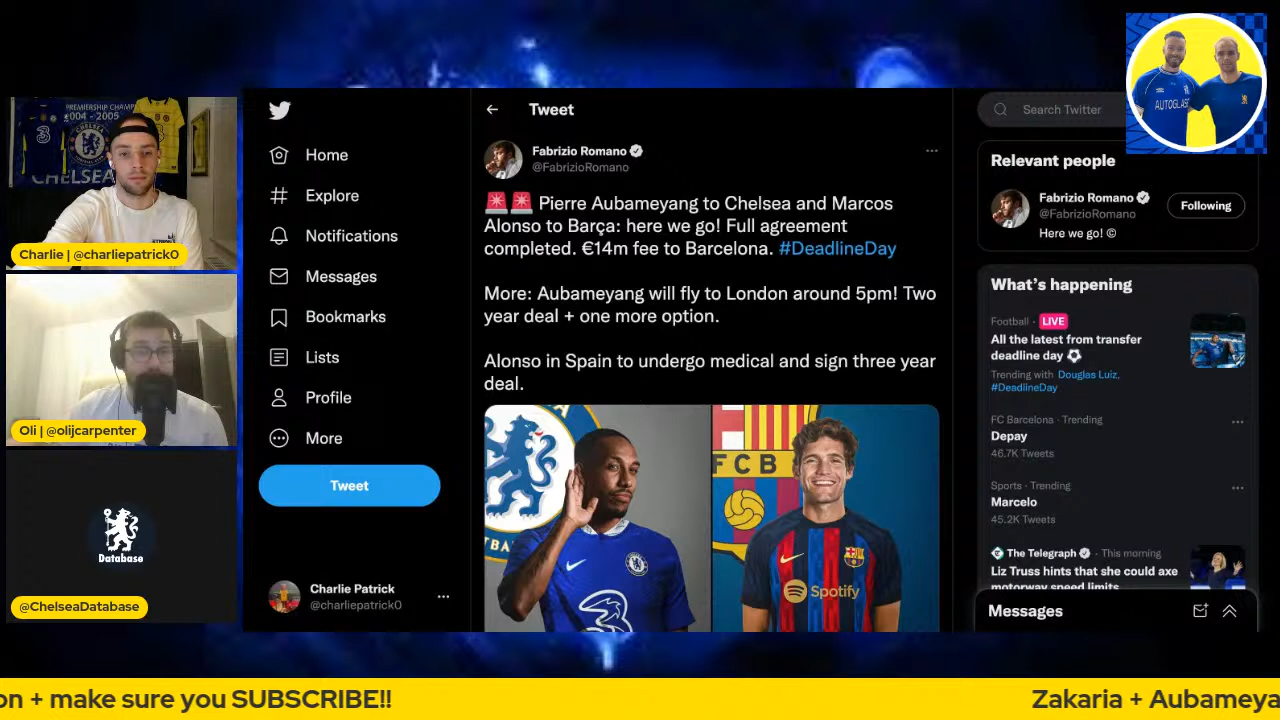 PREMIERSHIP CHAMP
2004 - 2005
CHELSEA
Charlie | @charliepatrick0
Oli | @olijcarpenter
Database
@ChelseaDatabase
Home
Explore
Notifications
Messages
Bookmarks
Lists
Profile
More
Tweet
Charlie Patrick
@charliepatrick0
Tweet
Fabrizio Romano
@FabrizioRomano
🚨🚨 Pierre Aubameyang to Chelsea and Marcos
Alonso to Barça: here we go! Full agreement
completed. €14m fee to Barcelona. #DeadlineDay
More: Aubameyang will fly to London around 5pm! Two
year deal + one more option.
Alonso in Spain to undergo medical and sign three year
deal.
FCB
Spotify
Search Twitter
AUTOGLASS
Relevant people
Fabrizio Romano
@FabrizioRomano
Following
Here we go! ©
What's happening
Football · LIVE
All the latest from transfer
deadline day ⚽
Trending with Douglas Luiz,
#DeadlineDay
FC Barcelona · Trending
Depay
46.7K Tweets
Sports · Trending
Marcelo
45.2K Tweets
The Telegraph · This morning
Liz Truss hints that she could axe
motorway speed limits
Messages
on + make sure you SUBSCRIBE!!
Zakaria + Aubameya